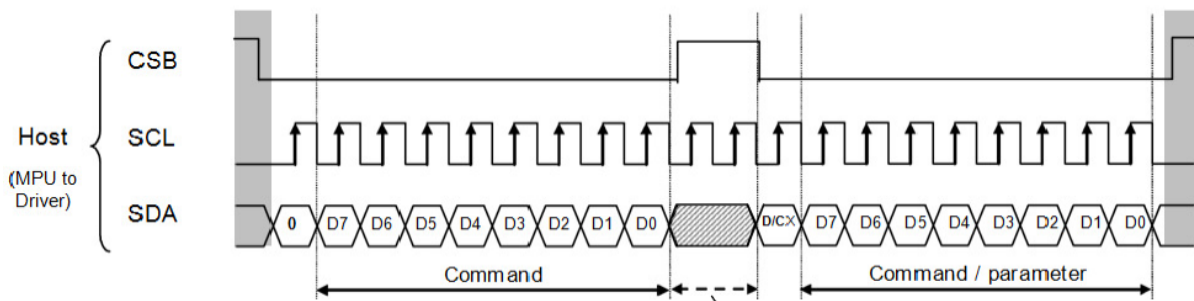 CSB
Host
SCL
(MPU to
Driver)
SDA
0 D7 D6 D5 D4 D3 D2 D1 D0 D/CX D7 D6 D5 D4 D3 D2 D1 D0
Command
Command / parameter